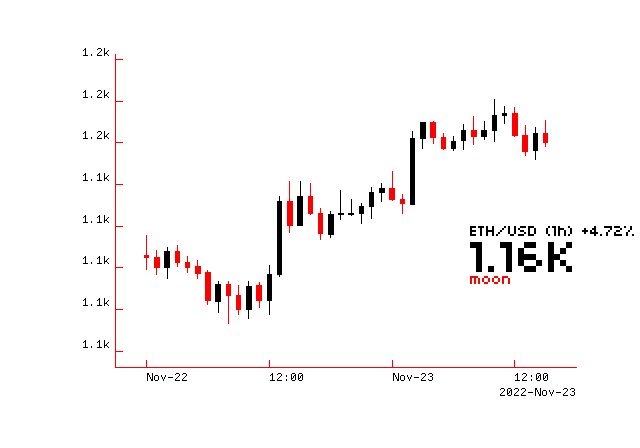 1.2k
1.2k
1.2k
1.1k
1.1k
1.1k
1.1k
1.1k
ETH/USD (1h) +4.72%
1.16K
moon
Nov-22 12:00 Nov-23 12:00
2022-Nov-23